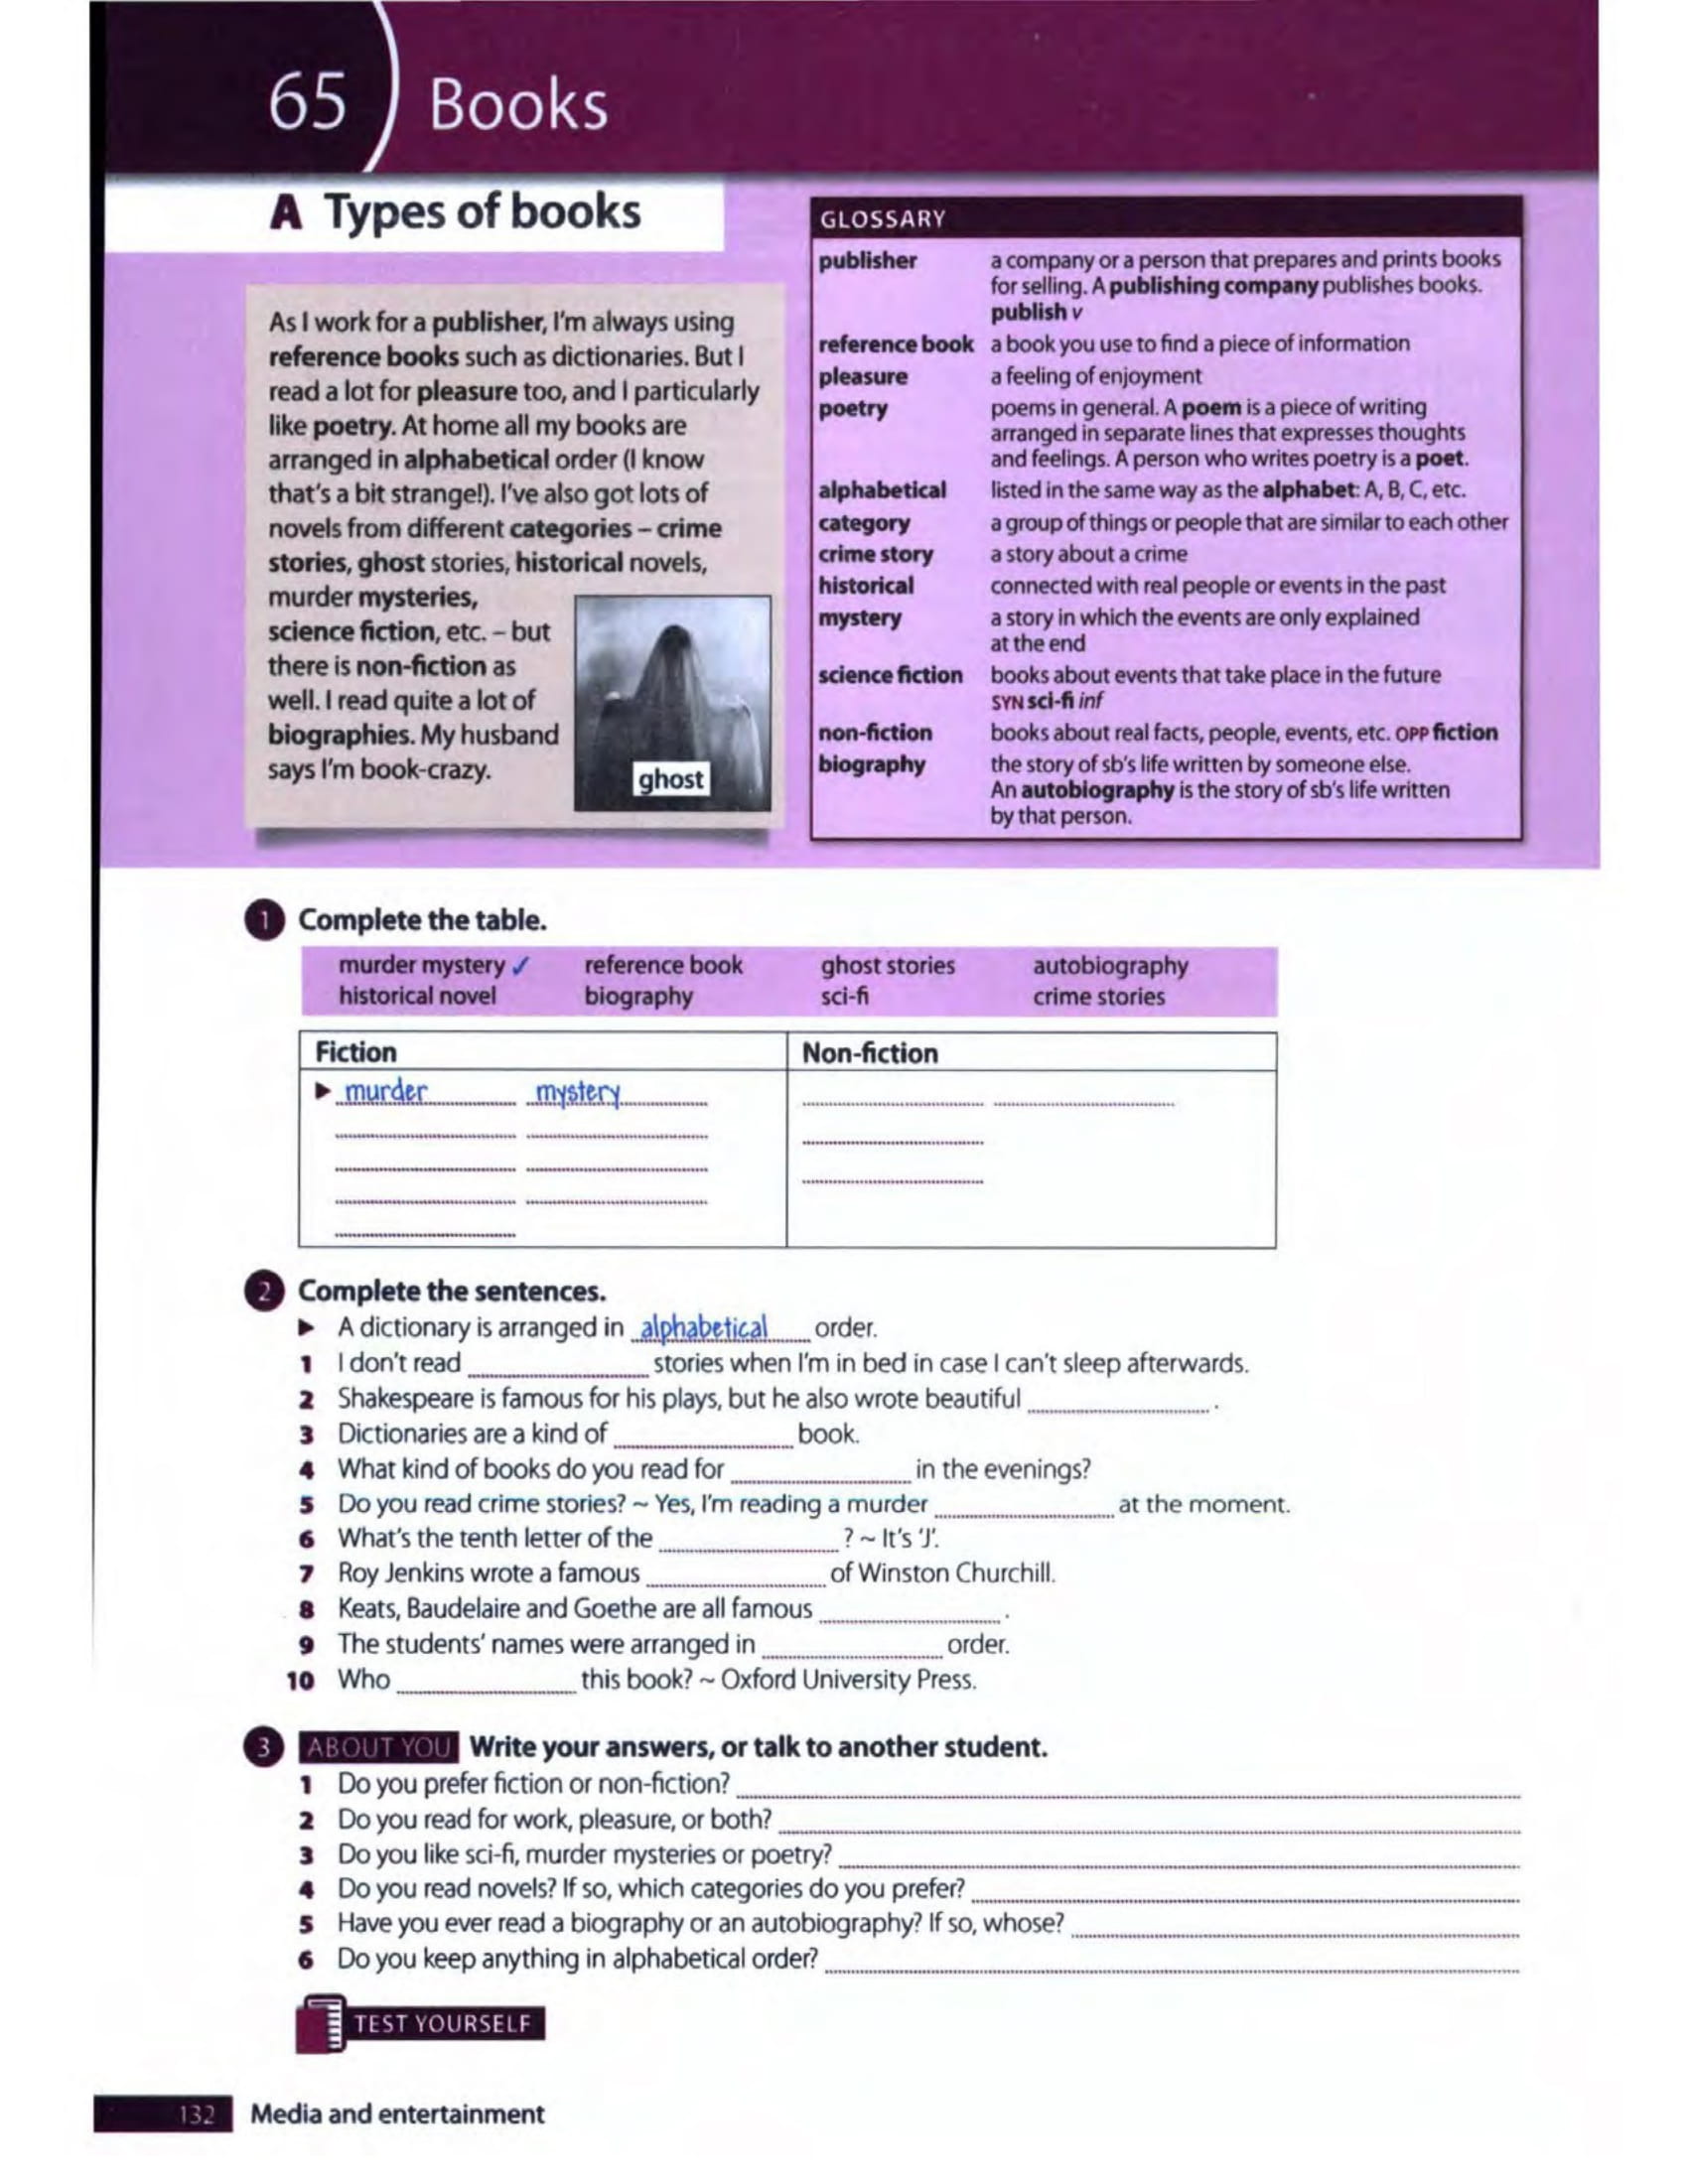 65 Books
A Types of books
As I work for a publisher, I'm always using
reference books such as dictionaries. But I
read a lot for pleasure too, and I particularly
like poetry. At home all my books are
arranged in alphabetical order (I know
that's a bit strange!). I've also got lots of
novels from different categories – crime
stories, ghost stories, historical novels,
murder mysteries,
science fiction, etc. – but
there is non-fiction as
well. I read quite a lot of
biographies. My husband
says I'm book-crazy.
ghost
GLOSSARY
publisher a company or a person that prepares and prints books
for selling. A publishing company publishes books.
publish v
reference book a book you use to find a piece of information
pleasure a feeling of enjoyment
poetry poems in general. A poem is a piece of writing
arranged in separate lines that expresses thoughts
and feelings. A person who writes poetry is a poet.
alphabetical listed in the same way as the alphabet: A, B, C, etc.
category a group of things or people that are similar to each other
crime story a story about a crime
historical connected with real people or events in the past
mystery a story in which the events are only explained
at the end
science fiction books about events that take place in the future
SYN sci-fi inf
non-fiction books about real facts, people, events, etc. OPP fiction
biography the story of sb's life written by someone else.
An autobiography is the story of sb's life written
by that person.
1 Complete the table.
murder mystery ✓ reference book ghost stories autobiography
historical novel biography sci-fi crime stories
Fiction Non-fiction
► murder mystery
2 Complete the sentences.
► A dictionary is arranged in alphabetical order.
1 I don't read stories when I'm in bed in case I can't sleep afterwards.
2 Shakespeare is famous for his plays, but he also wrote beautiful .
3 Dictionaries are a kind of book.
4 What kind of books do you read for in the evenings?
5 Do you read crime stories? ~ Yes, I'm reading a murder at the moment.
6 What's the tenth letter of the ? ~ It's 'J'.
7 Roy Jenkins wrote a famous of Winston Churchill.
8 Keats, Baudelaire and Goethe are all famous .
9 The students' names were arranged in order.
10 Who this book? ~ Oxford University Press.
3 ABOUT YOU Write your answers, or talk to another student.
1 Do you prefer fiction or non-fiction?
2 Do you read for work, pleasure, or both?
3 Do you like sci-fi, murder mysteries or poetry?
4 Do you read novels? If so, which categories do you prefer?
5 Have you ever read a biography or an autobiography? If so, whose?
6 Do you keep anything in alphabetical order?
TEST YOURSELF
132 Media and entertainment